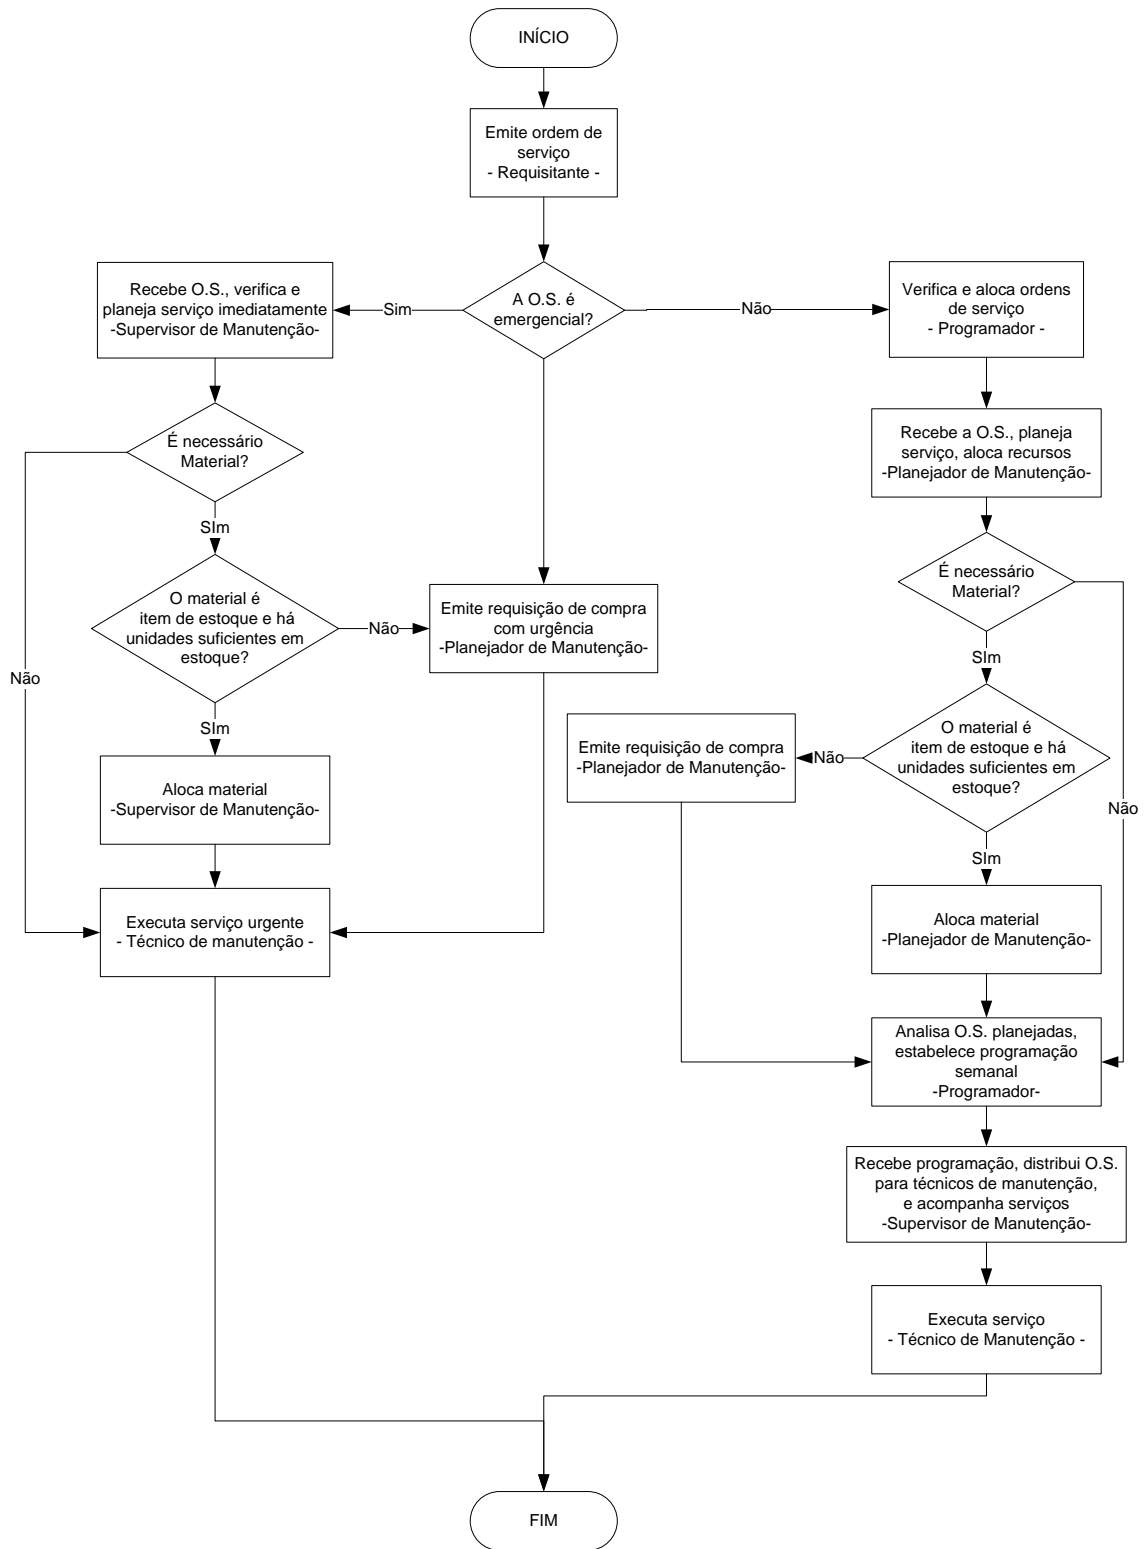 INÍCIO
Emite ordem de
serviço
- Requisitante -
A O.S. é
emergencial?
Sim
Não
Recebe O.S., verifica e
planeja serviço imediatamente
-Supervisor de Manutenção-
É necessário
Material?
Não
SIm
O material é
item de estoque e há
unidades suficientes em
estoque?
Não
SIm
Emite requisição de compra
com urgência
-Planejador de Manutenção-
Aloca material
-Supervisor de Manutenção-
Executa serviço urgente
- Técnico de manutenção -
Verifica e aloca ordens
de serviço
- Programador -
Recebe a O.S., planeja
serviço, aloca recursos
-Planejador de Manutenção-
É necessário
Material?
SIm
Não
O material é
item de estoque e há
unidades suficientes em
estoque?
Não
SIm
Emite requisição de compra
-Planejador de Manutenção-
Aloca material
-Planejador de Manutenção-
Analisa O.S. planejadas,
estabelece programação
semanal
-Programador-
Recebe programação, distribui O.S.
para técnicos de manutenção,
e acompanha serviços
-Supervisor de Manutenção-
Executa serviço
- Técnico de Manutenção -
FIM